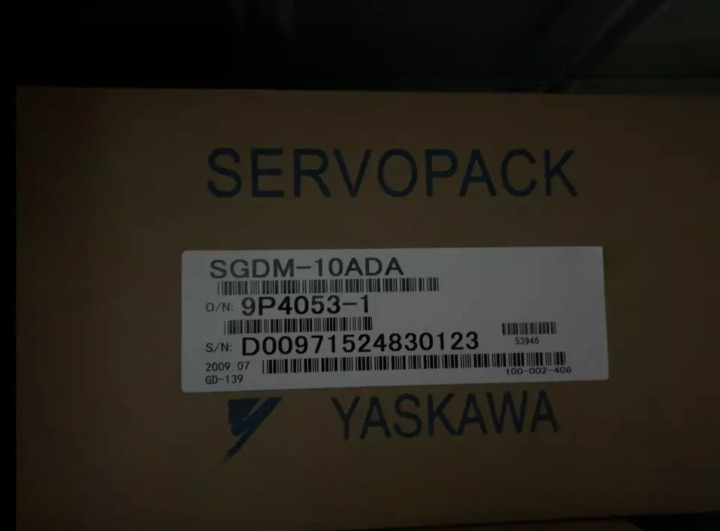 SERVOPACK
SGDM-10ADA
O/N: 9P4053-1
S/N: D00971524830123
53946
2009.07
GD-139
100-002-406
YASKAWA